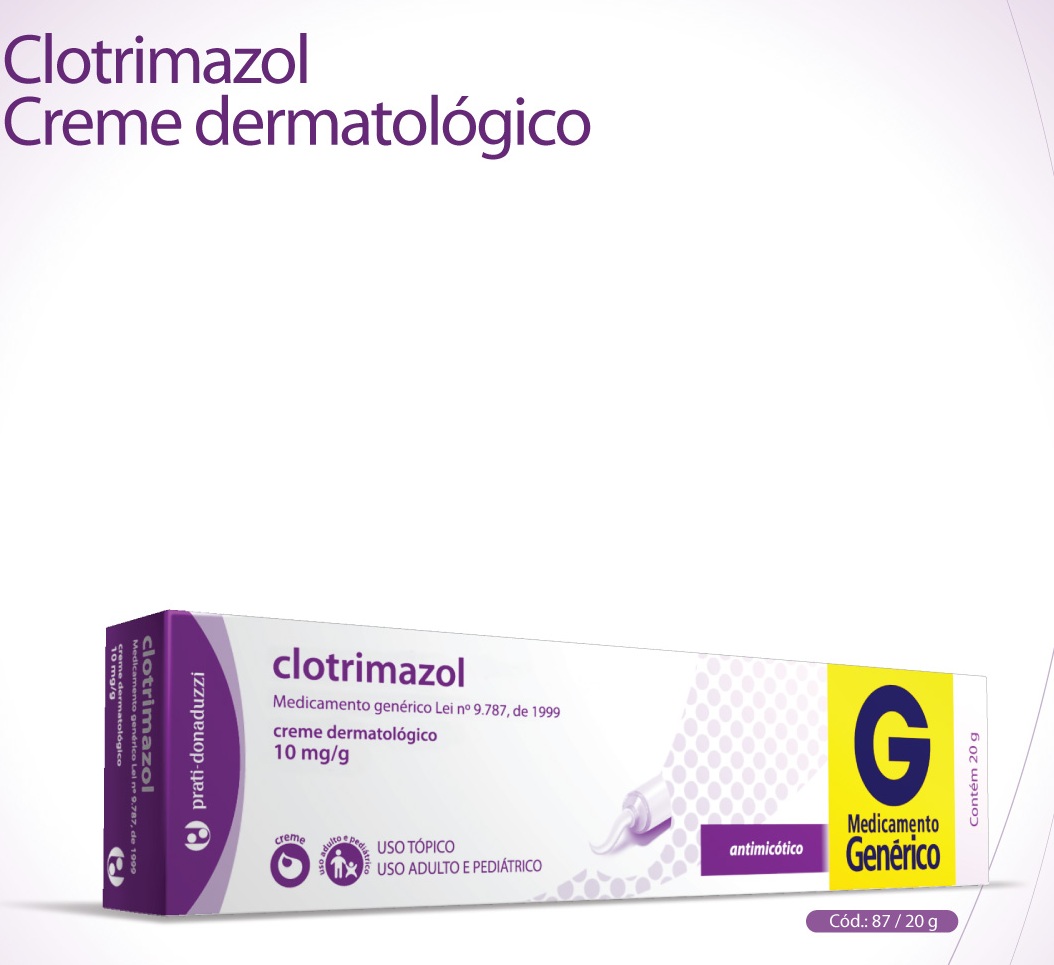 Clotrimazol
Creme dermatológico
clotrimazol
Medicamento genérico Lei nº 9.787, de 1999
creme dermatológico
10 mg/g
prati-donaduzzi
clotrimazol
Medicamento genérico Lei nº 9.787, de 1999
creme dermatológico
10 mg/g
creme
uso adulto e pediátrico
USO TÓPICO
USO ADULTO E PEDIÁTRICO
antimicótico
G
Medicamento
Genérico
Contém 20 g
Cód.: 87 / 20 g